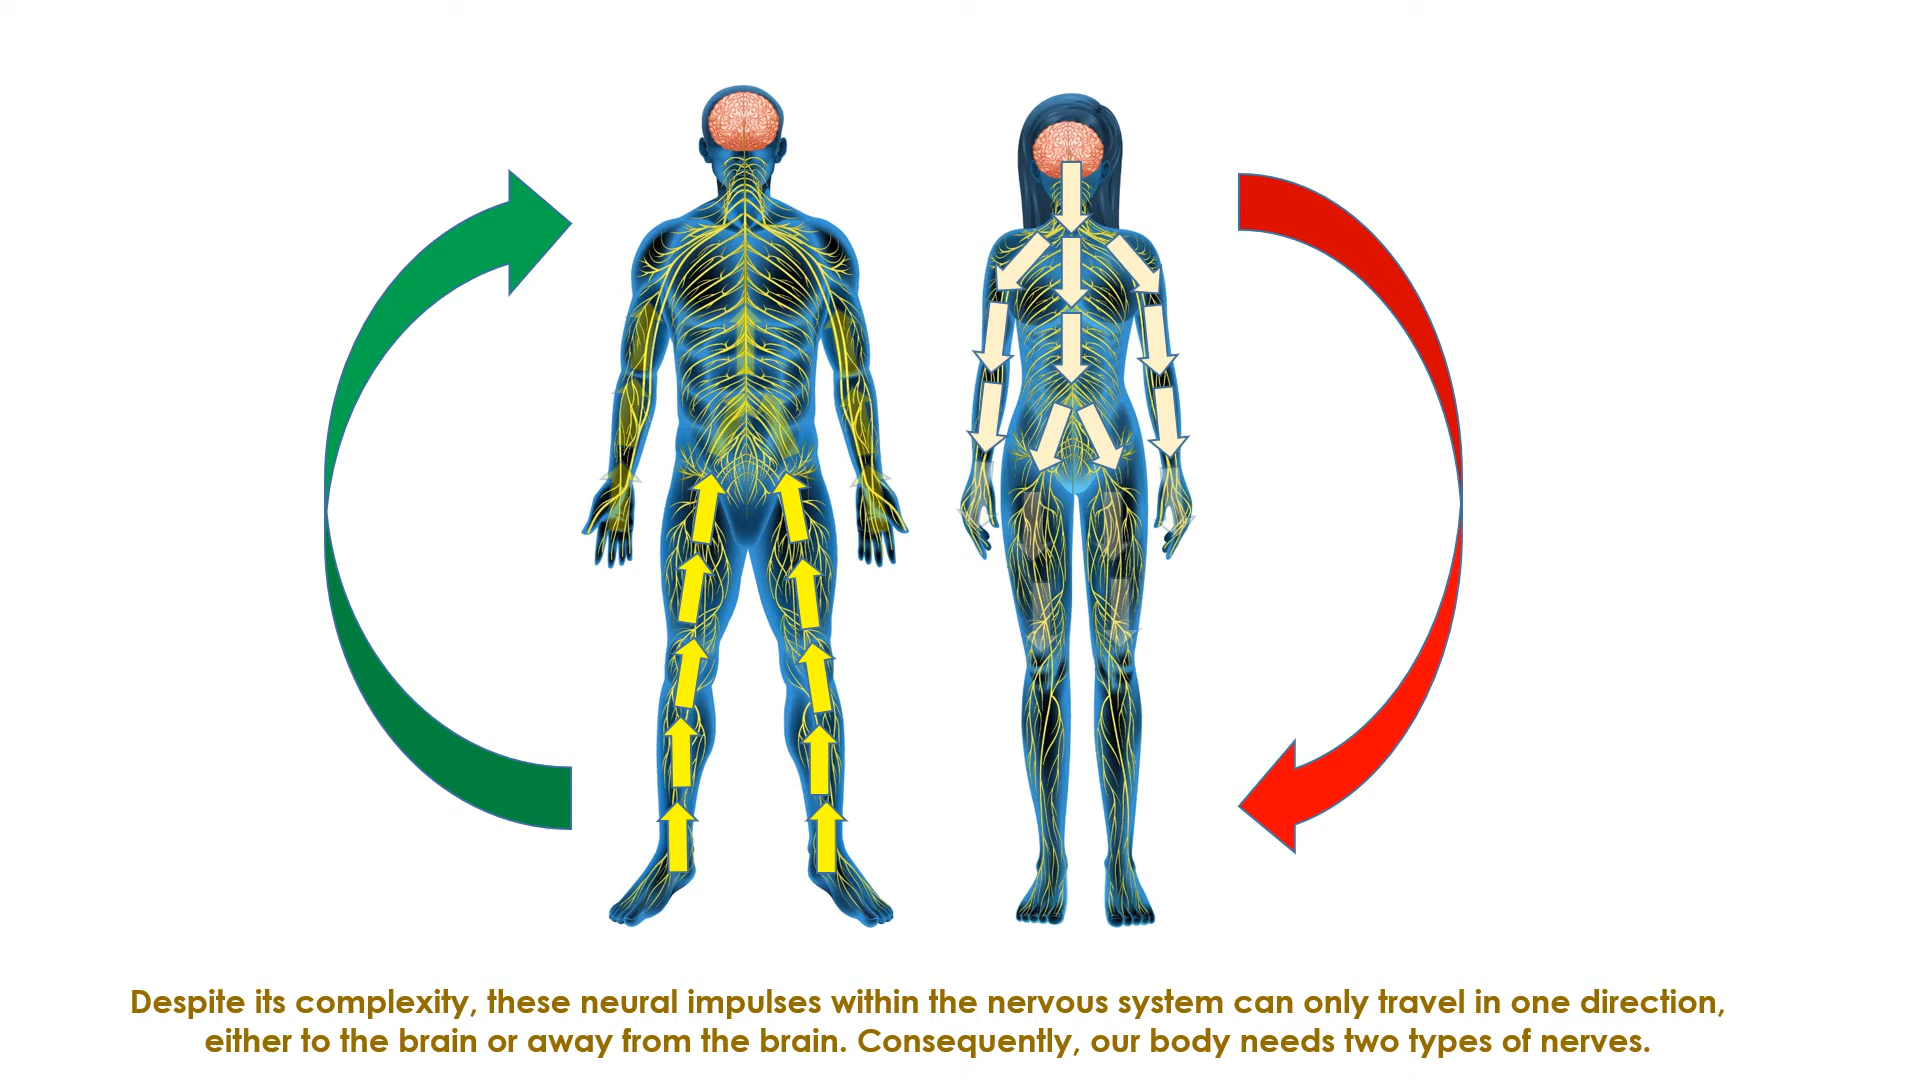 Despite its complexity, these neural impulses within the nervous system can only travel in one direction,
either to the brain or away from the brain. Consequently, our body needs two types of nerves.